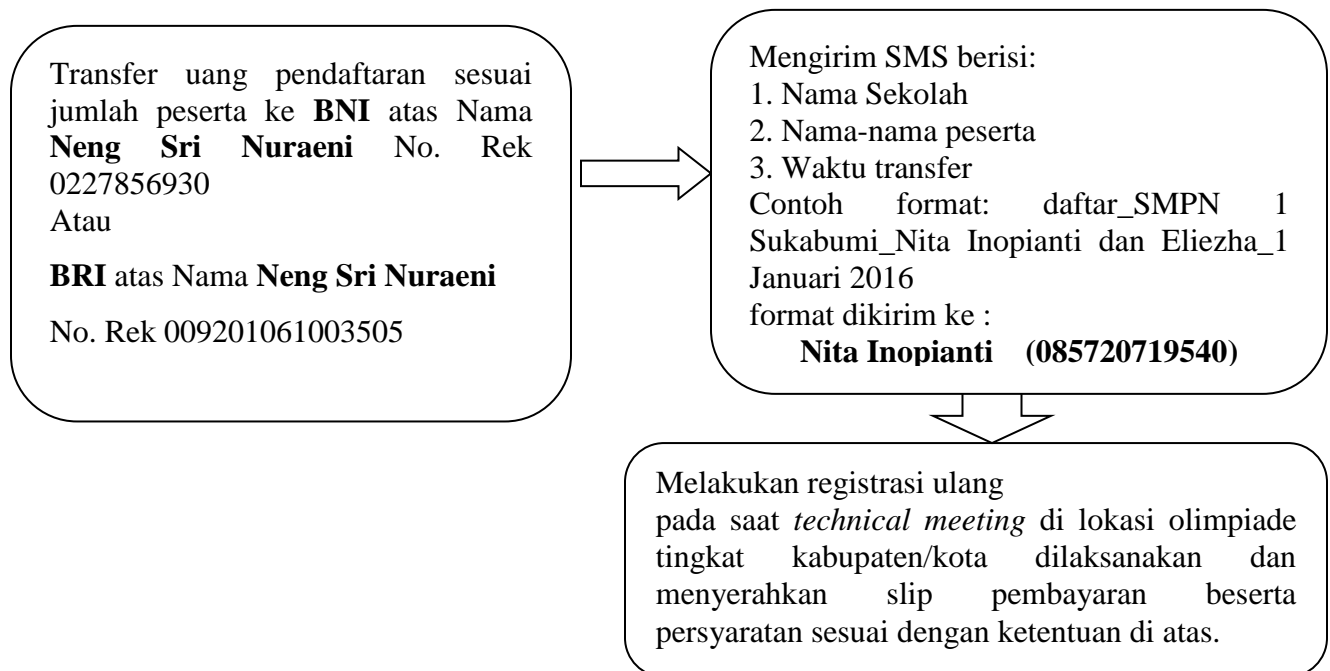 Transfer uang pendaftaran sesuai
jumlah peserta ke BNI atas Nama
Neng Sri Nuraeni No. Rek
0227856930
Atau
BRI atas Nama Neng Sri Nuraeni
No. Rek 009201061003505
Mengirim SMS berisi:
1. Nama Sekolah
2. Nama-nama peserta
3. Waktu transfer
Contoh format: daftar_SMPN 1
Sukabumi_Nita Inopianti dan Eliezha_1
Januari 2016
format dikirim ke :
Nita Inopianti (085720719540)
Melakukan registrasi ulang
pada saat technical meeting di lokasi olimpiade
tingkat kabupaten/kota dilaksanakan dan
menyerahkan slip pembayaran beserta
persyaratan sesuai dengan ketentuan di atas.